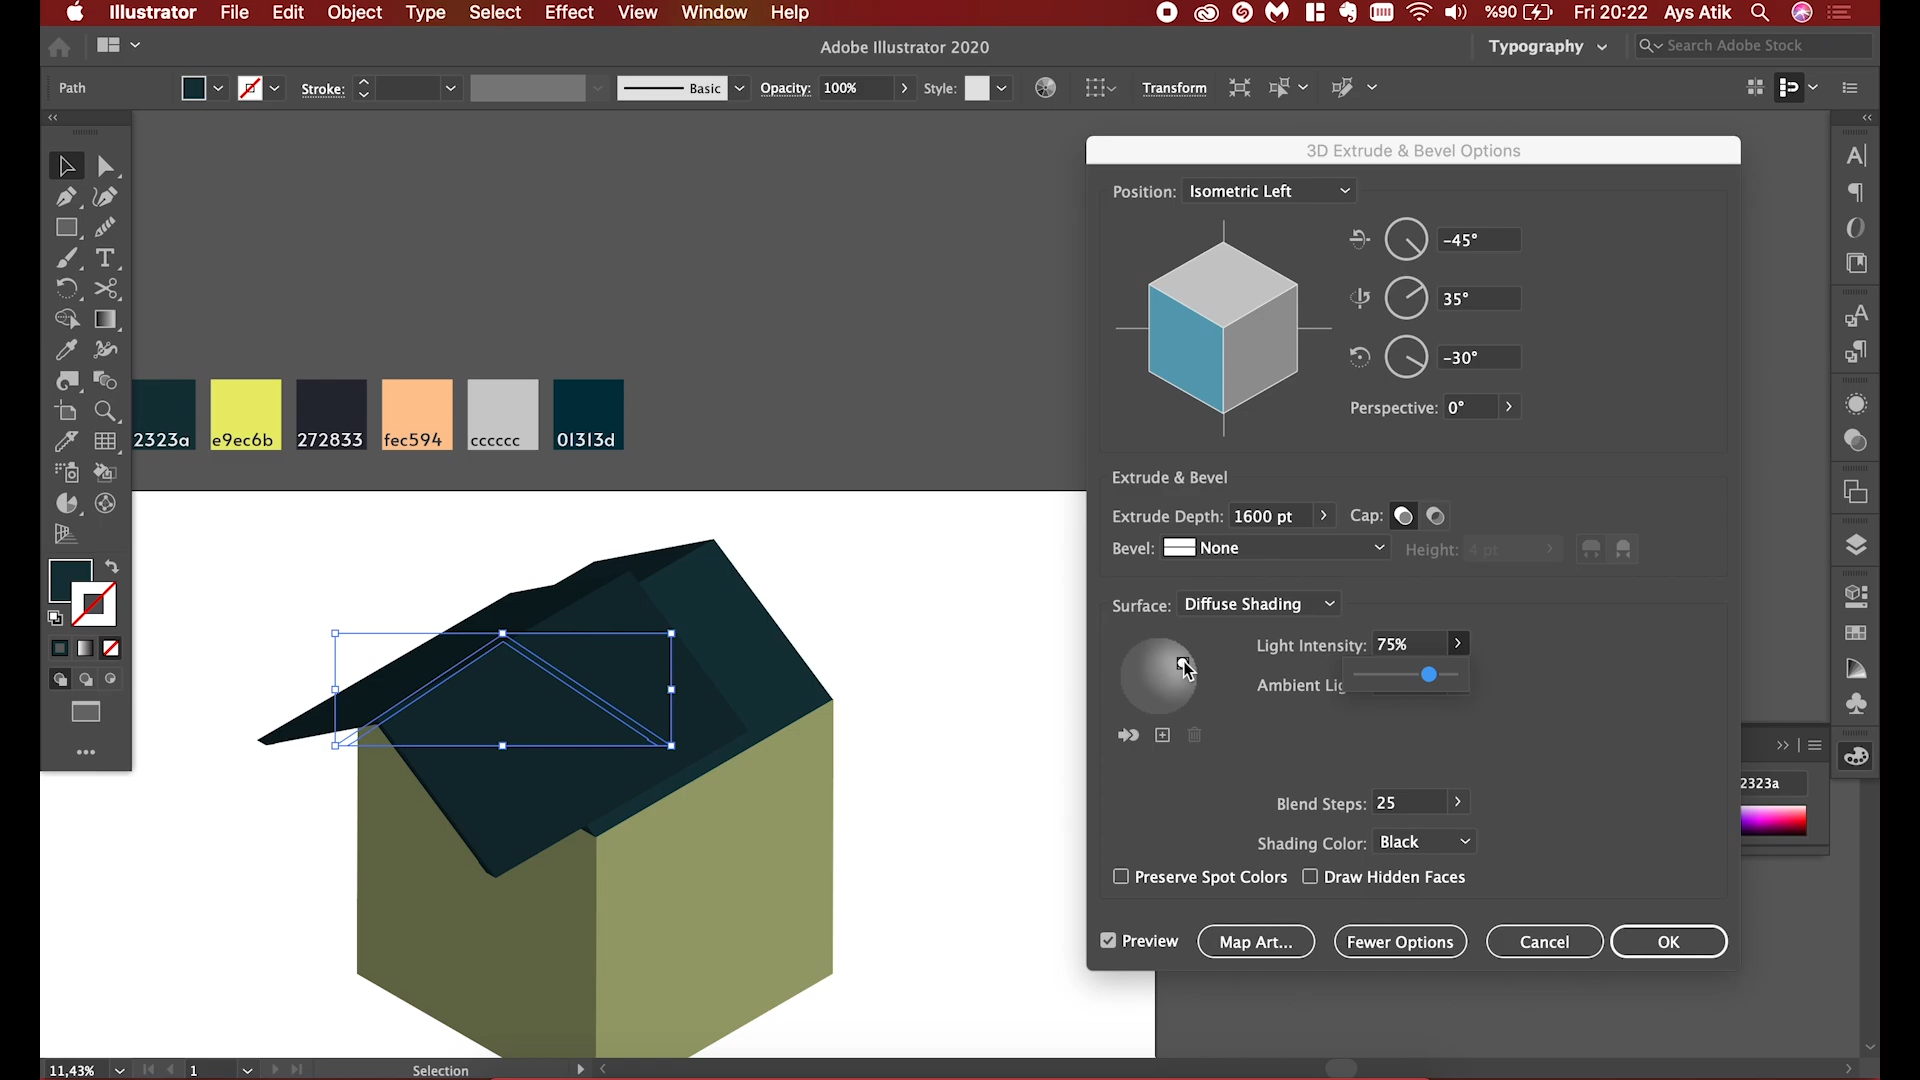 Illustrator File Edit Object Type Select Effect View Window Help %90 Fri 20:22 Ays Atik
Adobe Illustrator 2020 Typography Search Adobe Stock
Path Stroke: Basic Opacity: 100% Style: Transform
3D Extrude & Bevel Options
Position: Isometric Left
-45°
35°
-30°
Perspective: 0°
2323a e9ec6b 272833 fec594 cccccc 01313d
Extrude & Bevel
Extrude Depth: 1600 pt Cap:
Bevel: None Height: 4 pt
Surface: Diffuse Shading
Light Intensity: 75%
Ambient Lig
2323a
Blend Steps: 25
Shading Color: Black
Preserve Spot Colors Draw Hidden Faces
Preview Map Art... Fewer Options Cancel OK
11,43% 1 Selection